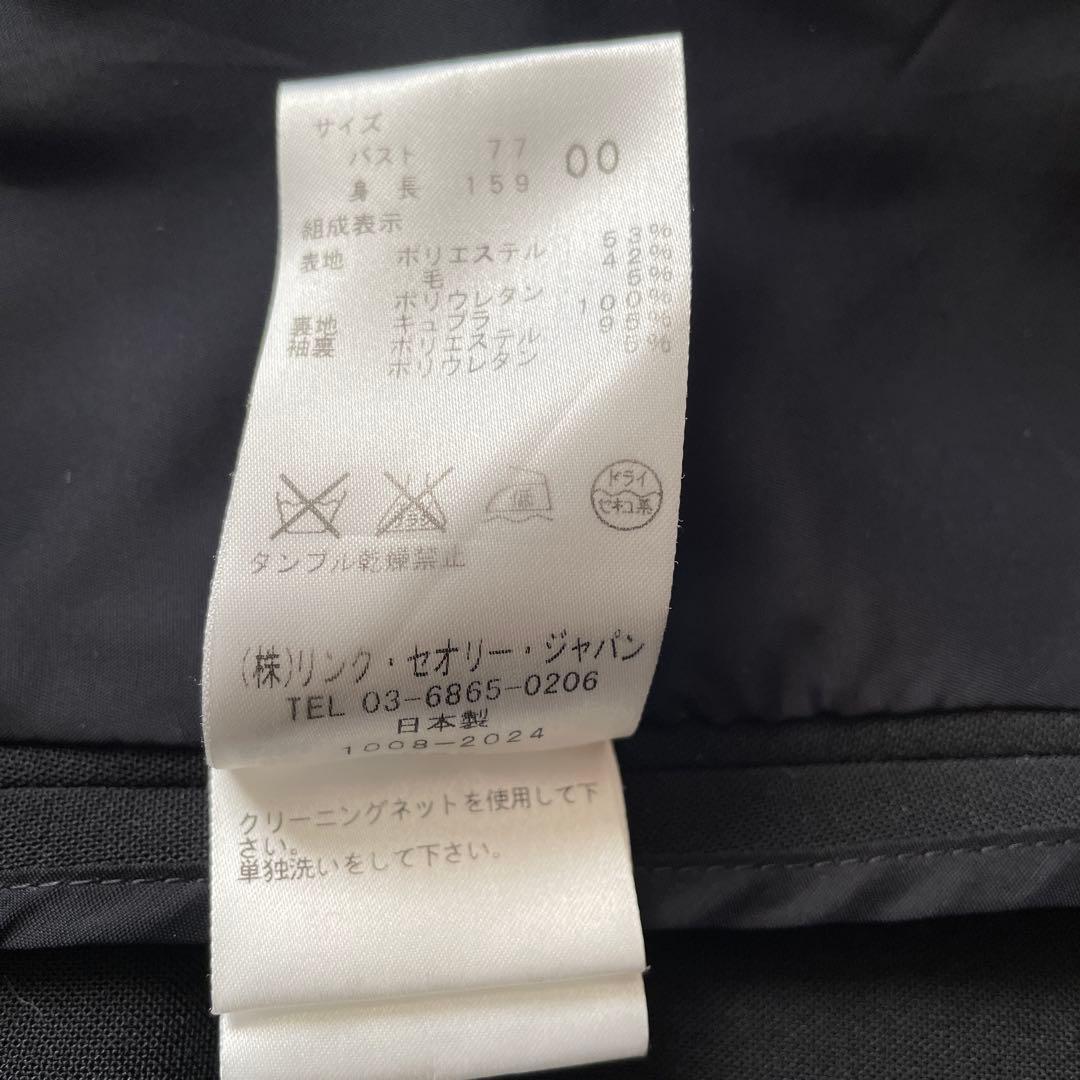 サイズ
バスト 77 00
身長 159
組成表示
表地 ポリエステル 53%
毛 42%
ポリウレタン 5%
裏地 キュプラ 100%
袖裏 ポリエステル 95%
ポリウレタン 5%
低 ドライ セキユ系
タンブル乾燥禁止
(株)リンク・セオリー・ジャパン
TEL 03-6865-0206
日本製
1008-2024
クリーニングネットを使用して下
さい。
単独洗いをして下さい。